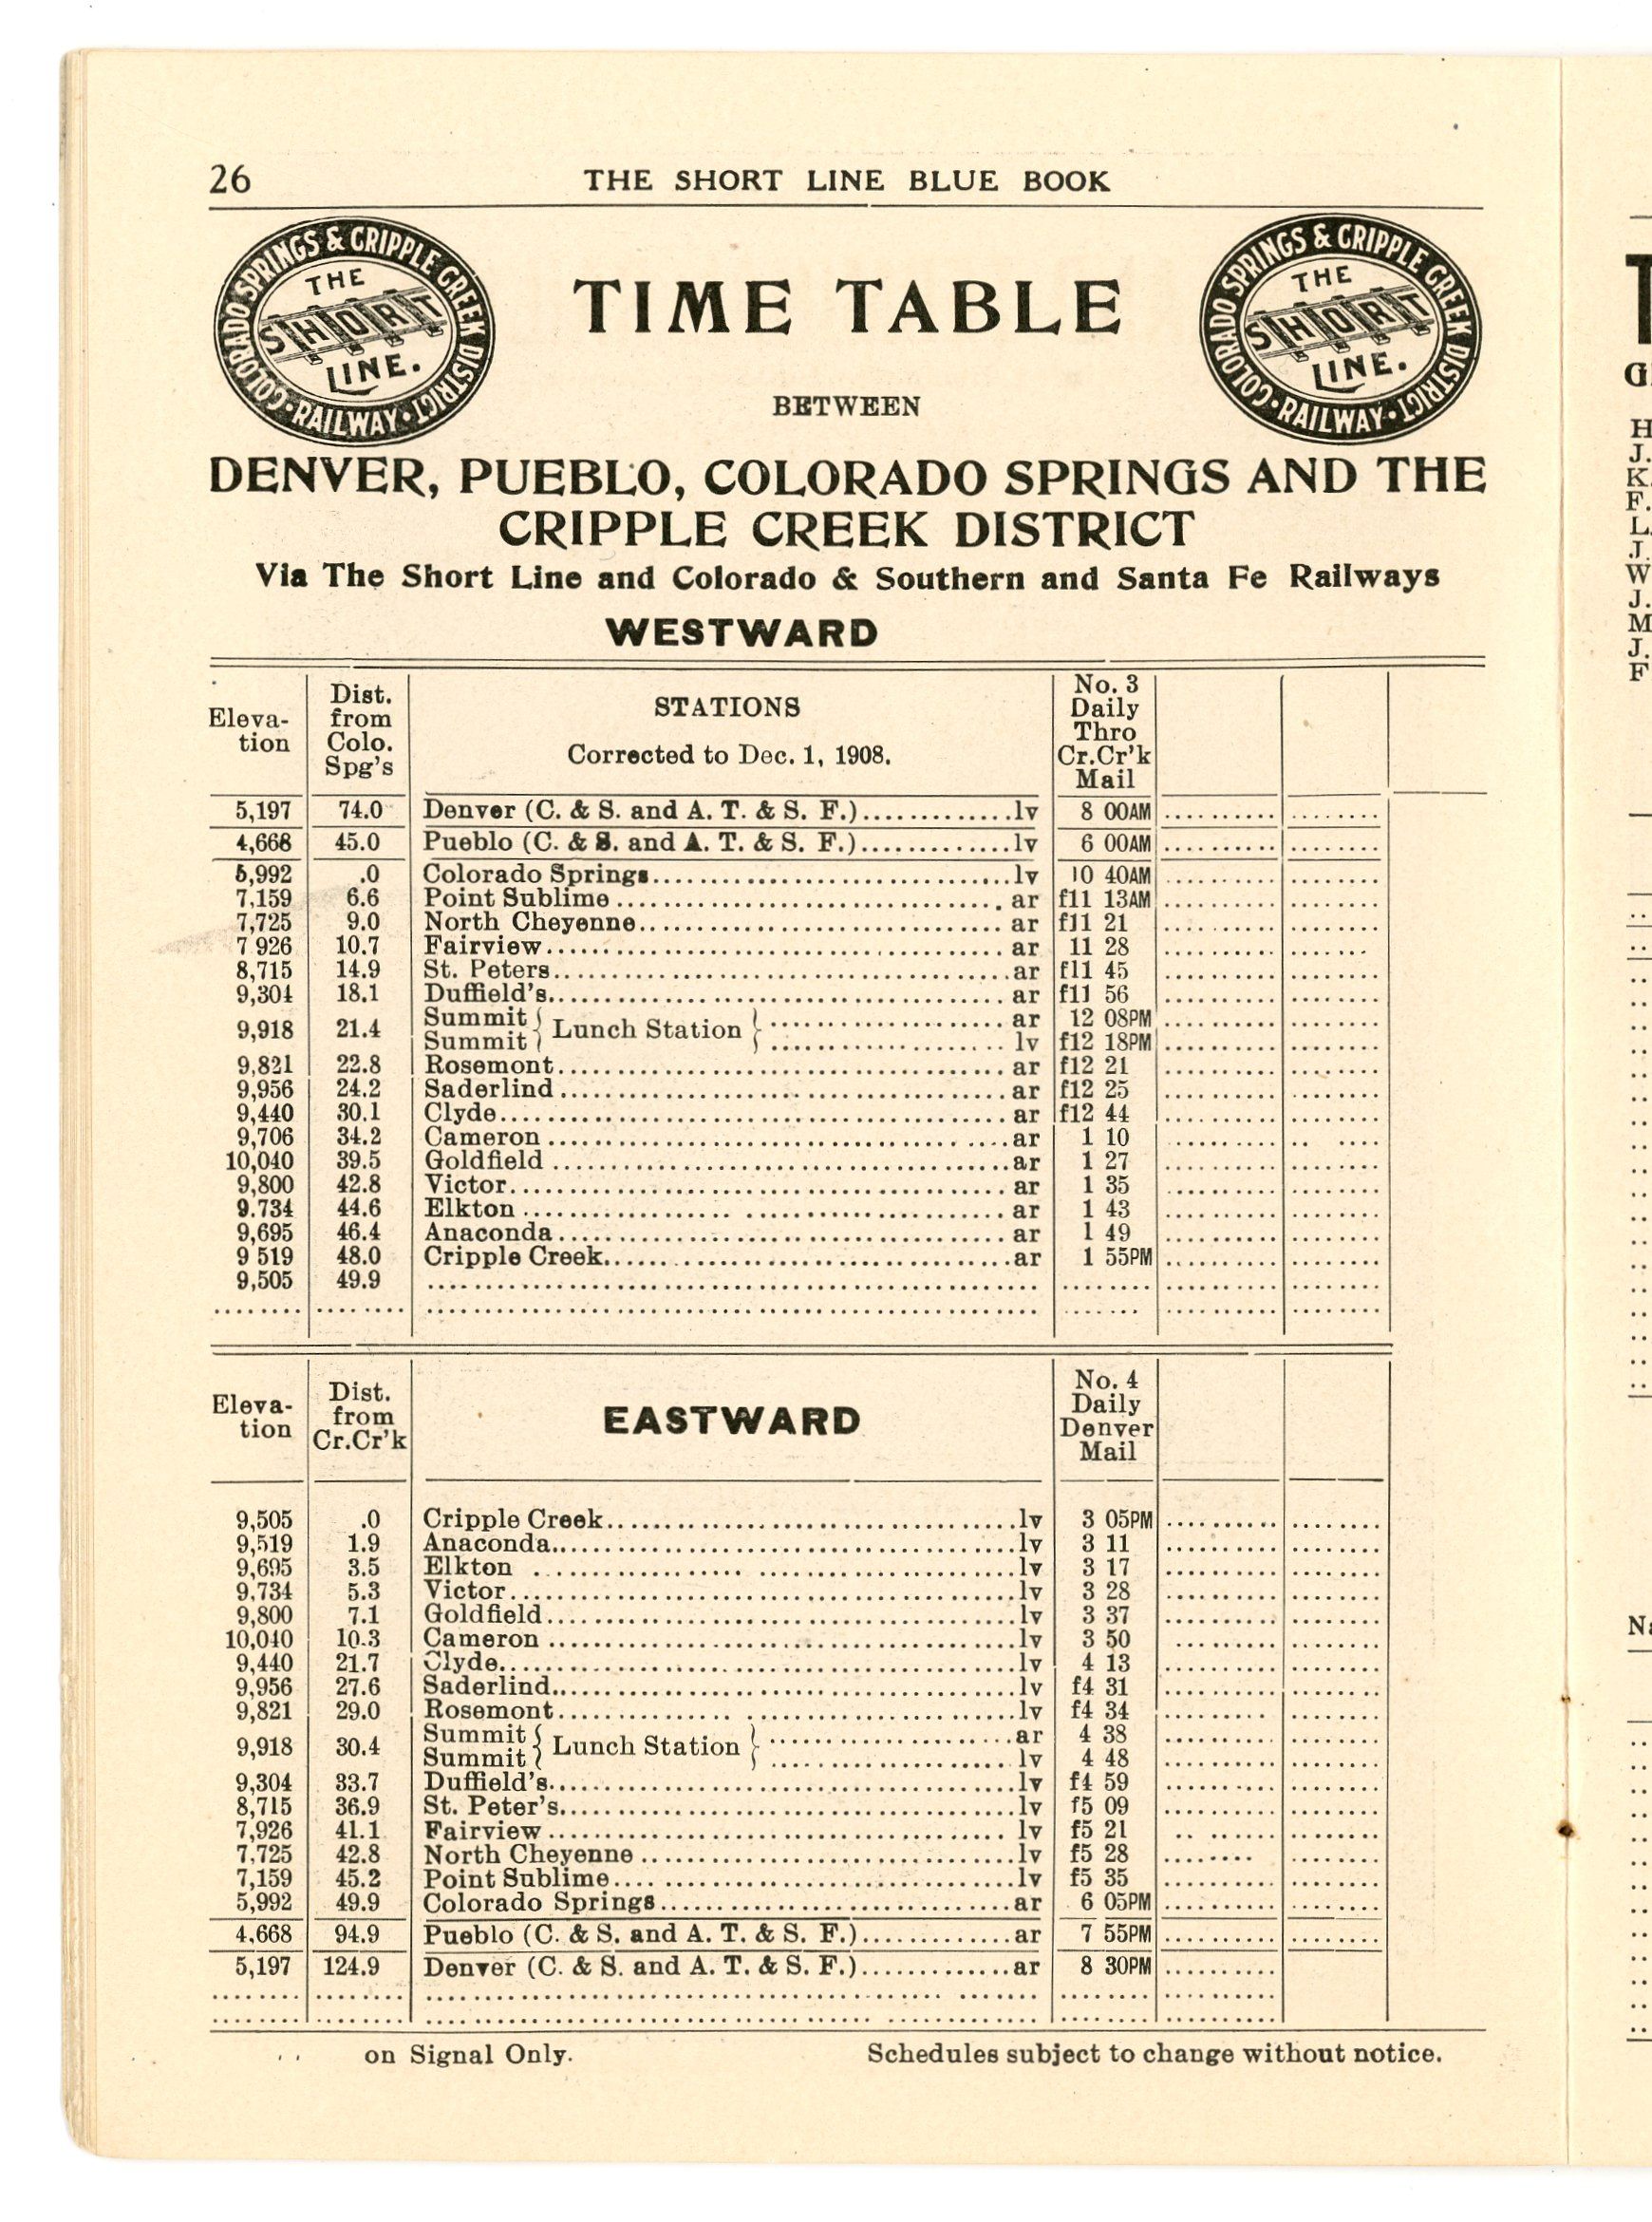 26 THE SHORT LINE BLUE BOOK
COLORADO SPRINGS & CRIPPLE CREEK DISTRICT • RAILWAY •
THE
SHORT
LINE.
TIME TABLE
COLORADO SPRINGS & CRIPPLE CREEK DISTRICT • RAILWAY •
THE
SHORT
LINE.
BETWEEN
DENVER, PUEBLO, COLORADO SPRINGS AND THE
CRIPPLE CREEK DISTRICT
Via The Short Line and Colorado & Southern and Santa Fe Railways
WESTWARD
Eleva-
tion
Dist.
from
Colo.
Spg's
STATIONS
Corrected to Dec. 1, 1908.
No. 3
Daily
Thro
Cr.Cr'k
Mail
5,197 74.0 Denver (C. & S. and A. T. & S. F.)..............lv 8 00AM
4,668 45.0 Pueblo (C. & S. and A. T. & S. F.)..............lv 6 00AM
5,992 .0 Colorado Springs..............lv 10 40AM
7,159 6.6 Point Sublime..............ar f11 13AM
7,725 9.0 North Cheyenne..............ar f11 21
7 926 10.7 Fairview..............ar 11 28
8,715 14.9 St. Peters..............ar f11 45
9,304 18.1 Duffield's..............ar f11 56
Summit ..............ar 12 08PM
9,918 21.4 { Lunch Station }
Summit ..............lv f12 18PM
9,821 22.8 Rosemont..............ar f12 21
9,956 24.2 Saderlind..............ar f12 25
9,440 30.1 Clyde..............ar f12 44
9,706 34.2 Cameron..............ar 1 10
10,040 39.5 Goldfield..............ar 1 27
9,800 42.8 Victor..............ar 1 35
9.734 44.6 Elkton..............ar 1 43
9,695 46.4 Anaconda..............ar 1 49
9 519 48.0 Cripple Creek..............ar 1 55PM
9,505 49.9
Eleva-
tion
Dist.
from
Cr.Cr'k
EASTWARD
No. 4
Daily
Denver
Mail
9,505 .0 Cripple Creek..............lv 3 05PM
9,519 1.9 Anaconda..............lv 3 11
9,695 3.5 Elkton..............lv 3 17
9,734 5.3 Victor..............lv 3 28
9,800 7.1 Goldfield..............lv 3 37
10,040 10.3 Cameron..............lv 3 50
9,440 21.7 Clyde..............lv 4 13
9,956 27.6 Saderlind..............lv f4 31
9,821 29.0 Rosemont..............lv f4 34
Summit ..............ar 4 38
9,918 30.4 { Lunch Station }
Summit ..............lv 4 48
9,304 33.7 Duffield's..............lv f4 59
8,715 36.9 St. Peter's..............lv f5 09
7,926 41.1 Fairview..............lv f5 21
7,725 42.8 North Cheyenne..............lv f5 28
7,159 45.2 Point Sublime..............lv f5 35
5,992 49.9 Colorado Springs..............ar 6 05PM
4,668 94.9 Pueblo (C. & S. and A. T. & S. F.)..............ar 7 55PM
5,197 124.9 Denver (C. & S. and A. T. & S. F.)..............ar 8 30PM
on Signal Only. Schedules subject to change without notice.
H
J.
K.
F.
L.
J.
W
J.
M
J.
F